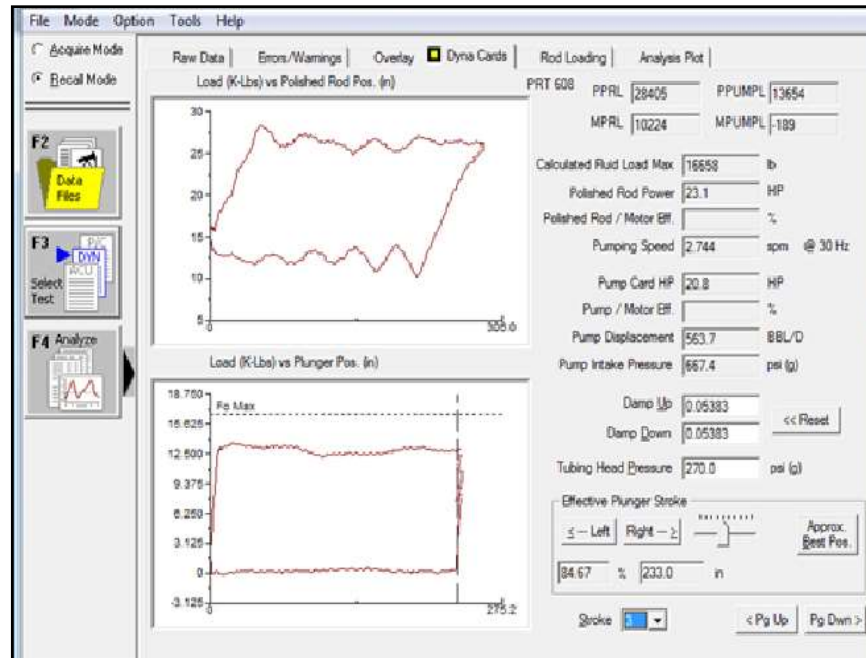 File Mode Option Tools Help
Acquire Mode
Recall Mode
F2
Data
Files
F3
P/C
DYN
ACU
Select
Test
F4 Analyze
Raw Data Errors/Warnings Overlay Dyna Cards Rod Loading Analysis Plot
Load (K-Lbs) vs Polished Rod Pos. (in)
30
25
20
15
10
5
0 306.0
Load (K-Lbs) vs Plunger Pos. (in)
18.750
Fo Max
15.625
12.500
9.375
6.250
3.125
0
-3.125
0 275.2
PRT 608 PPRL 28405 PPUMPL 13654
MPRL 10224 MPUMPL -189
Calculated Fluid Load Max 16658 lb
Polished Rod Power 23.1 HP
Polished Rod / Motor Eff. %
Pumping Speed 2.744 spm @ 30 Hz
Pump Card HP 20.8 HP
Pump / Motor Eff. %
Pump Displacement 563.7 BBL/D
Pump Intake Pressure 667.4 psi (g)
Damp Up 0.05383
Damp Down 0.05383
<< Reset
Tubing Head Pressure 270.0 psi (g)
Effective Plunger Stroke
<-- Left Right --> Approx.
Best Pos.
84.67 % 233.0 in
Stroke 3 < Pg Up Pg Dwn >